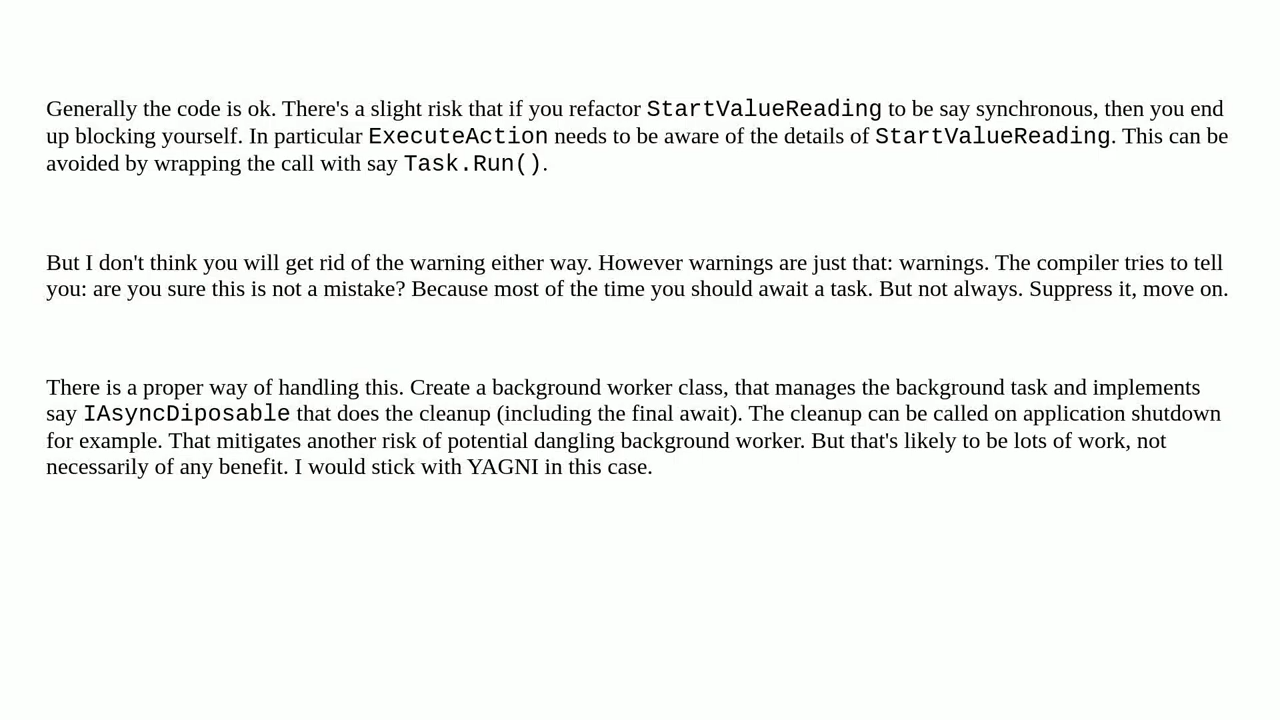 Generally the code is ok. There's a slight risk that if you refactor StartValueReading to be say synchronous, then you end
up blocking yourself. In particular ExecuteAction needs to be aware of the details of StartValueReading. This can be
avoided by wrapping the call with say Task.Run().
But I don't think you will get rid of the warning either way. However warnings are just that: warnings. The compiler tries to tell
you: are you sure this is not a mistake? Because most of the time you should await a task. But not always. Suppress it, move on.
There is a proper way of handling this. Create a background worker class, that manages the background task and implements
say IAsyncDiposable that does the cleanup (including the final await). The cleanup can be called on application shutdown
for example. That mitigates another risk of potential dangling background worker. But that's likely to be lots of work, not
necessarily of any benefit. I would stick with YAGNI in this case.